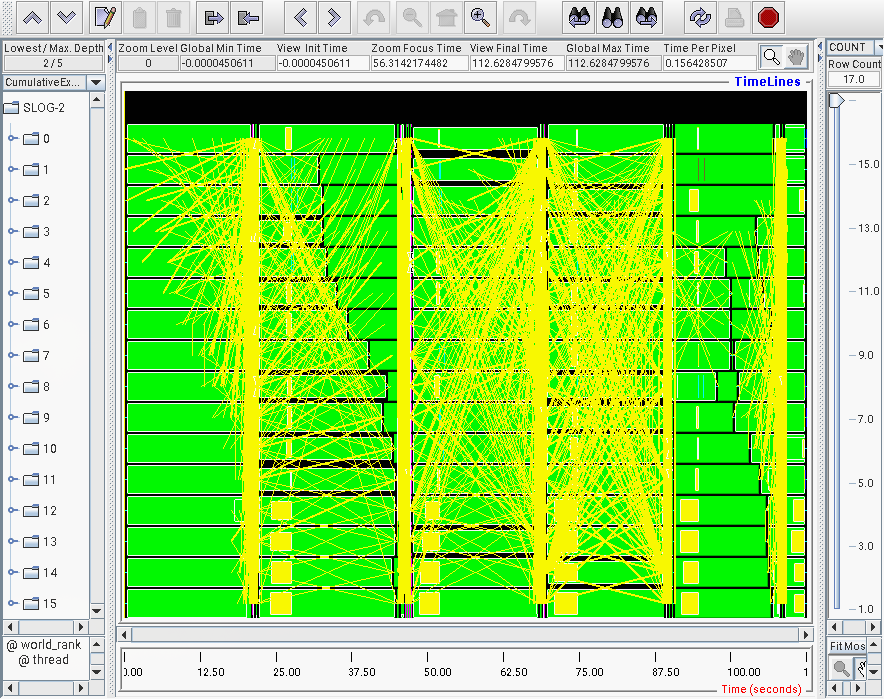 Lowest / Max. Depth
2 / 5
Zoom Level
0
Global Min Time
-0.0000450611
View Init Time
-0.0000450611
Zoom Focus Time
56.3142174482
View Final Time
112.6284799576
Global Max Time
112.6284799576
Time Per Pixel
0.156428507
COUNT
Row Count
17.0
CumulativeEx...
TimeLines
SLOG-2
0
1
2
3
4
5
6
7
8
9
10
11
12
13
14
15
15.0
13.0
11.0
9.0
7.0
5.0
3.0
1.0
@ world_rank
@ thread
Fit Mos
0.00 12.50 25.00 37.50 50.00 62.50 75.00 87.50 100.00 1
Time (seconds)